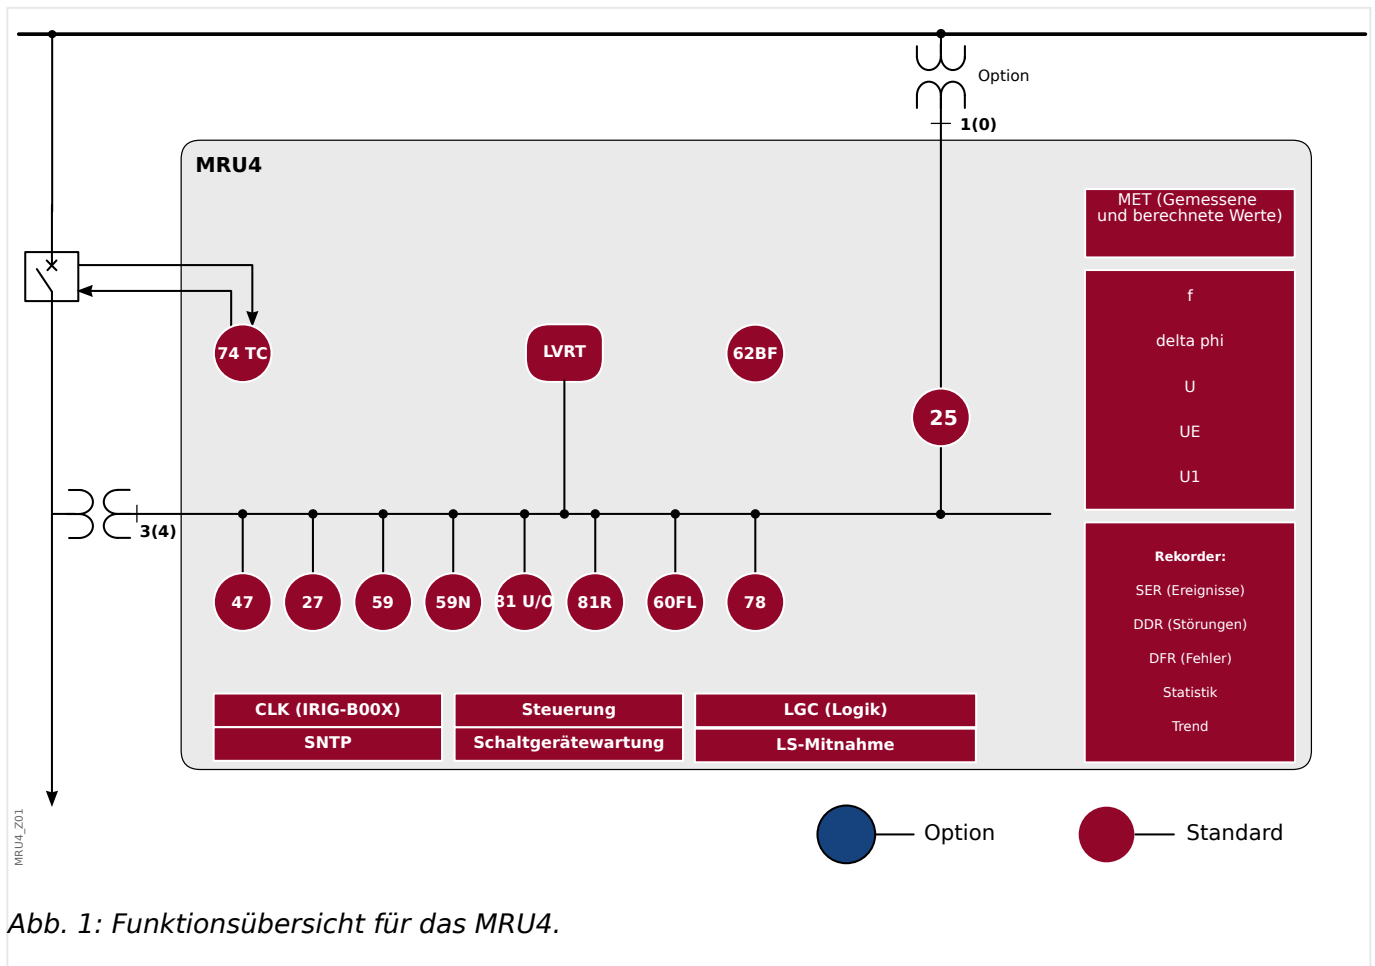 Option
1(0)
MRU4
MET (Gemessene
und berechnete Werte)
f
delta phi
U
UE
U1
74 TC
LVRT
62BF
25
3(4)
47
27
59
59N
81 U/O
81R
60FL
78
Rekorder:
SER (Ereignisse)
DDR (Störungen)
DFR (Fehler)
Statistik
Trend
CLK (IRIG-B00X)
SNTP
Steuerung
Schaltgerätewartung
LGC (Logik)
LS-Mitnahme
MRU4_Z01
Option
Standard
Abb. 1: Funktionsübersicht für das MRU4.